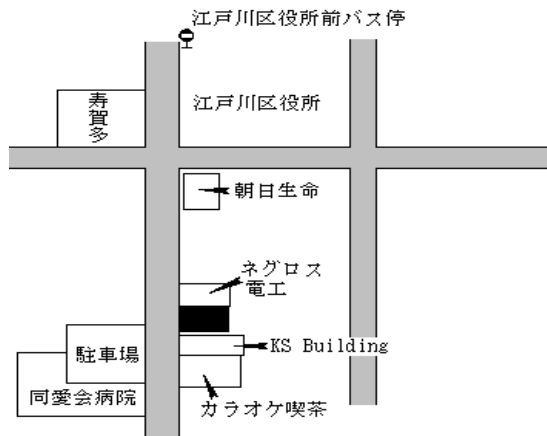 江戸川区役所前バス停
寿賀多
江戸川区役所
朝日生命
ネグロス
電工
KS Building
駐車場
同愛会病院
カラオケ喫茶